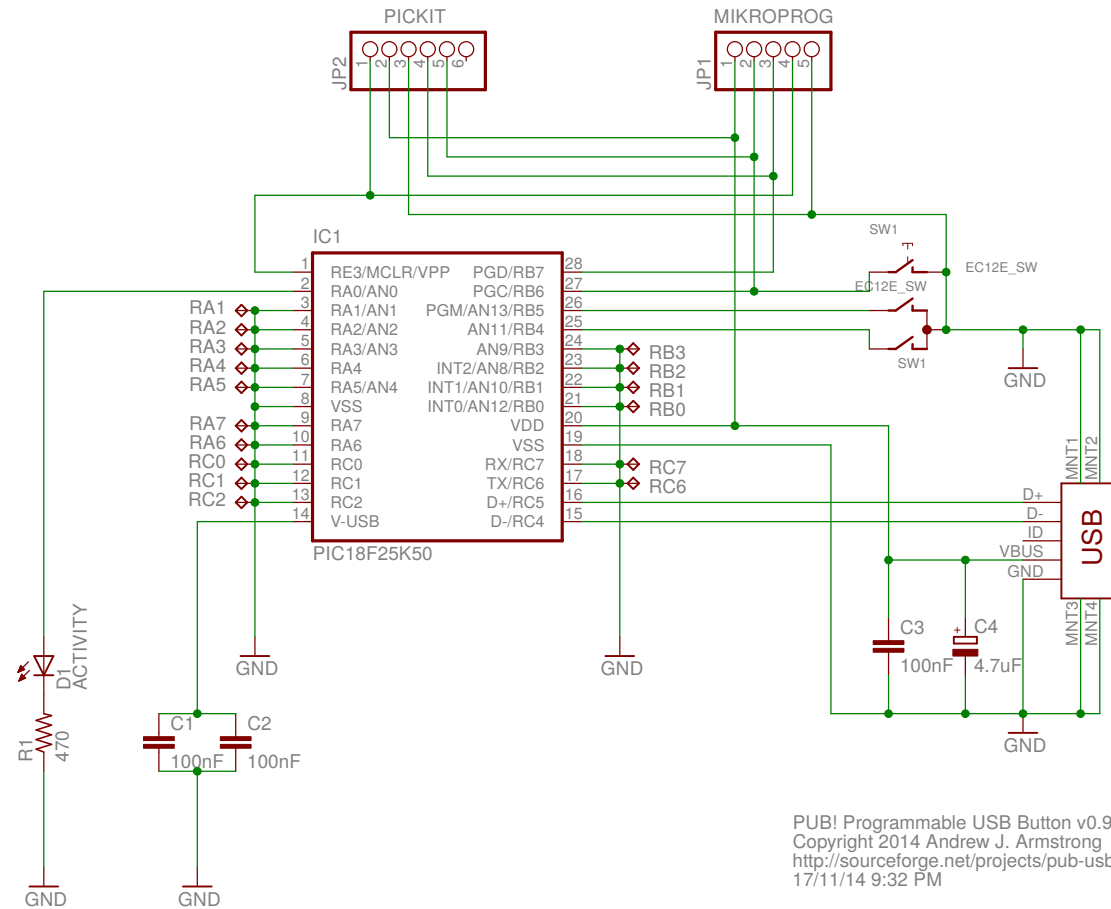 PICKIT
MIKROPROG
JP2
1
2
3
4
5
6
JP1
1
2
3
4
5
IC1
SW1
EC12E_SW
EC12E_SW
SW1
1
2
3
4
5
6
7
8
9
10
11
12
13
14
RE3/MCLR/VPP
RA0/AN0
RA1/AN1
RA2/AN2
RA3/AN3
RA4
RA5/AN4
VSS
RA7
RA6
RC0
RC1
RC2
V-USB
PGD/RB7
PGC/RB6
PGM/AN13/RB5
AN11/RB4
AN9/RB3
INT2/AN8/RB2
INT1/AN10/RB1
INT0/AN12/RB0
VDD
VSS
RX/RC7
TX/RC6
D+/RC5
D-/RC4
28
27
26
25
24
23
22
21
20
19
18
17
16
15
PIC18F25K50
RA1
RA2
RA3
RA4
RA5
RA7
RA6
RC0
RC1
RC2
RB3
RB2
RB1
RB0
RC7
RC6
GND
MNT1
MNT2
D+
D-
ID
VBUS
GND
USB
MNT3
MNT4
D1
ACTIVITY
GND
GND
C3
100nF
+
C4
4.7uF
R1
470
C1
100nF
C2
100nF
GND
GND
GND
PUB! Programmable USB Button v0.9
Copyright 2014 Andrew J. Armstrong
http://sourceforge.net/projects/pub-usb
17/11/14 9:32 PM